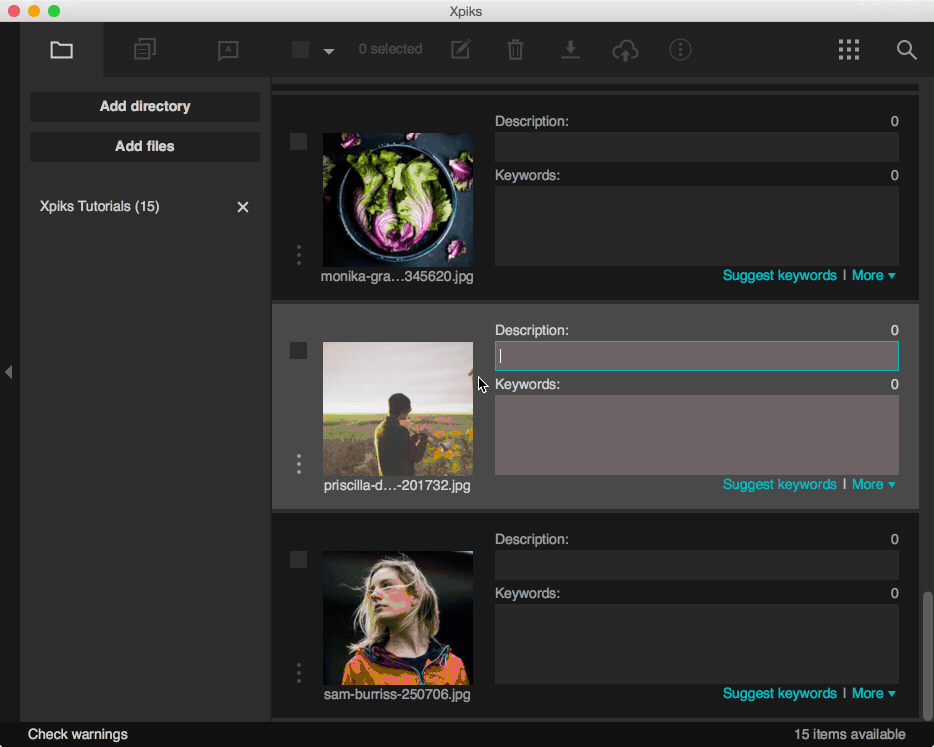 Xpiks
A
0 selected
Add directory
Add files
Xpiks Tutorials (15)
Description: 0
Keywords: 0
monika-gra...345620.jpg
Suggest keywords | More
Description: 0
Keywords: 0
priscilla-d...-201732.jpg
Suggest keywords | More
Description: 0
Keywords: 0
sam-burriss-250706.jpg
Suggest keywords | More
Check warnings
15 items available